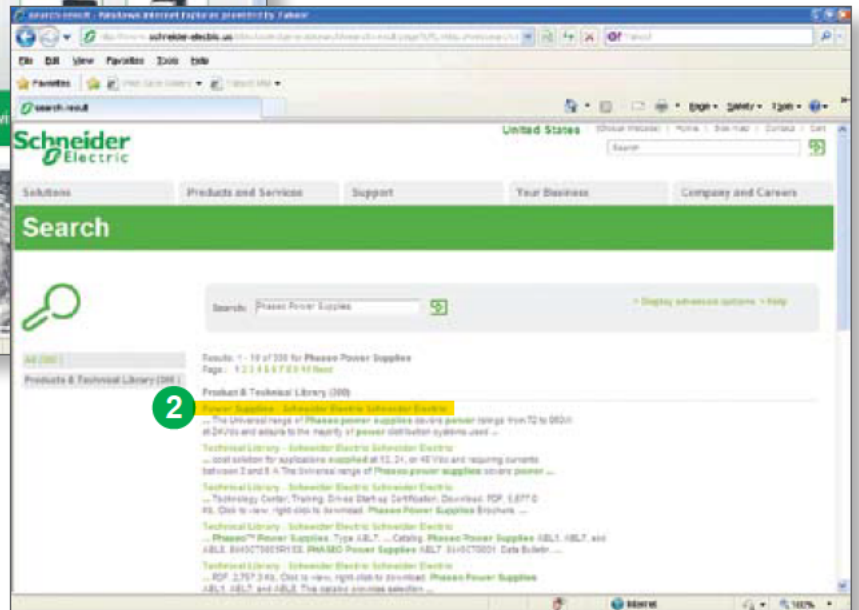 search result - Windows Internet Explorer provided by Yahoo!
schneider-electric.us
File Edit View Favorites Tools Help
Favorites
search result
Page Safety Tools
Schneider Electric
United States
Search
Solutions Products and Services Support Your Business Company and Careers
Search
Search: Phaseo Power Supplies
> Display advanced options > Help
All (300)
Products & Technical Library (300)
Results: 1 - 10 of 300 for Phaseo Power Supplies
Page: 1 2 3 4 5 6 7 8 9 10 Next
Product & Technical Library (300)
2
Power Supplies - Schneider Electric Schneider Electric
... The Universal range of Phaseo power supplies covers power ratings from 72 to 960W
at 24Vdc and adapts to the majority of power distribution systems used ...
Technical Library - Schneider Electric Schneider Electric
... cost solution for applications supplied at 12, 24, or 48 Vdc and requiring currents
between 2 and 5 A The Universal range of Phaseo power supplies covers power ...
Technical Library - Schneider Electric Schneider Electric
... Technology Center, Training, Drives Start-up Certification. Download: PDF,
Kb, Click to view, right-click to download. Phaseo Power Supplies Brochure. ...
Technical Library - Schneider Electric Schneider Electric
... Phaseo™ Power Supplies, Type ABL7. ... Catalog. Phaseo Power Supplies ABL1, ABL7, and
ABL8. PHASEO Power Supplies ABL7. Data Bulletin ...
Technical Library - Schneider Electric Schneider Electric
... PDF, Kb, Click to view, right-click to download. Phaseo Power Supplies
ABL1, ABL7, and ABL8. This catalog provides selection ...
Internet 100%